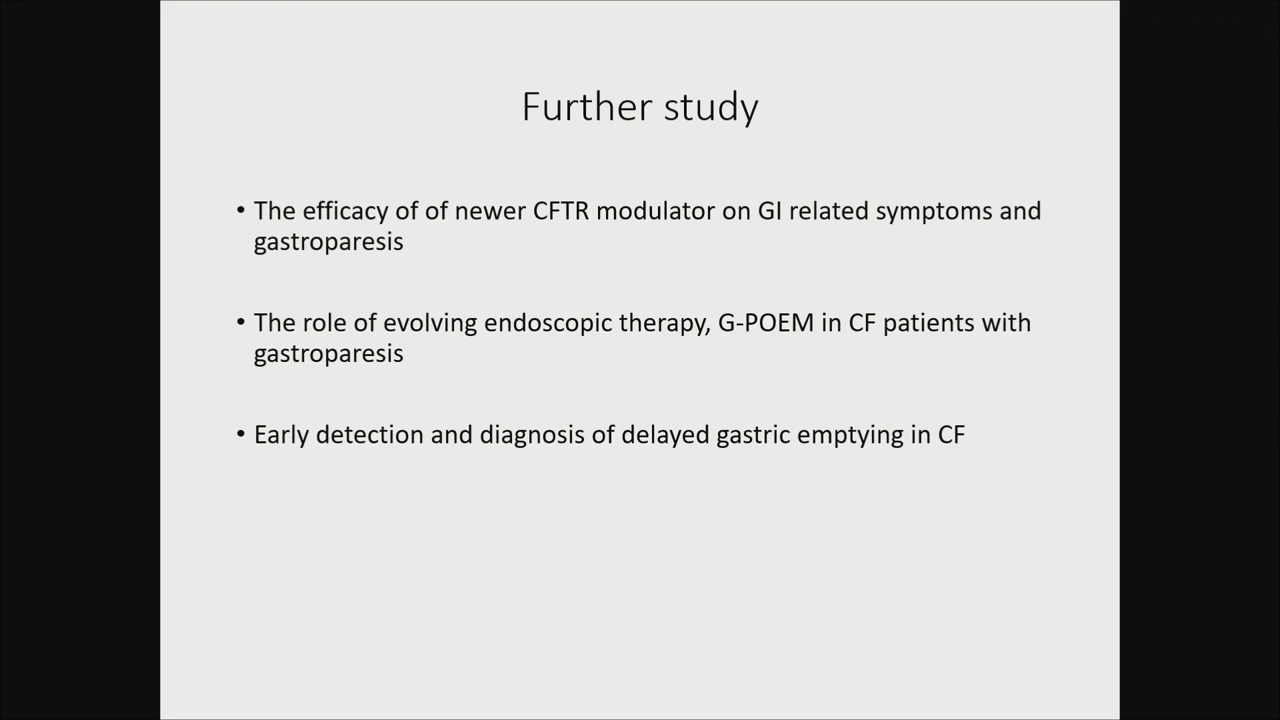 Further study
• The efficacy of of newer CFTR modulator on GI related symptoms and
gastroparesis
• The role of evolving endoscopic therapy, G-POEM in CF patients with
gastroparesis
• Early detection and diagnosis of delayed gastric emptying in CF